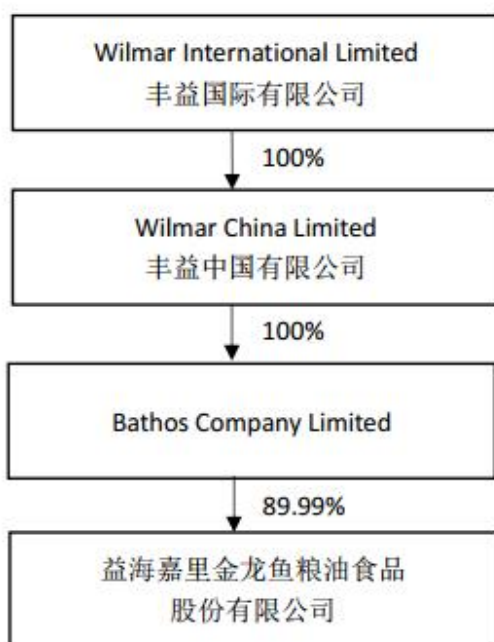 Wilmar International Limited
丰益国际有限公司
100%
Wilmar China Limited
丰益中国有限公司
100%
Bathos Company Limited
89.99%
益海嘉里金龙鱼粮油食品
股份有限公司